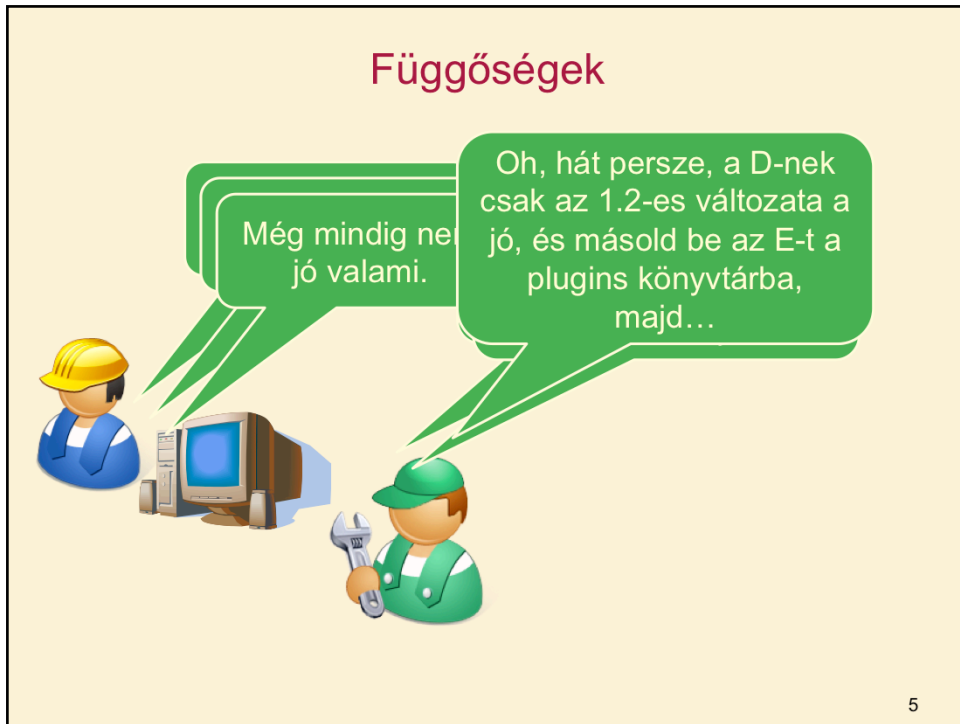 Függőségek
Még mindig nem
jó valami.
Oh, hát persze, a D-nek
csak az 1.2-es változata a
jó, és másold be az E-t a
plugins könyvtárba,
majd…
5